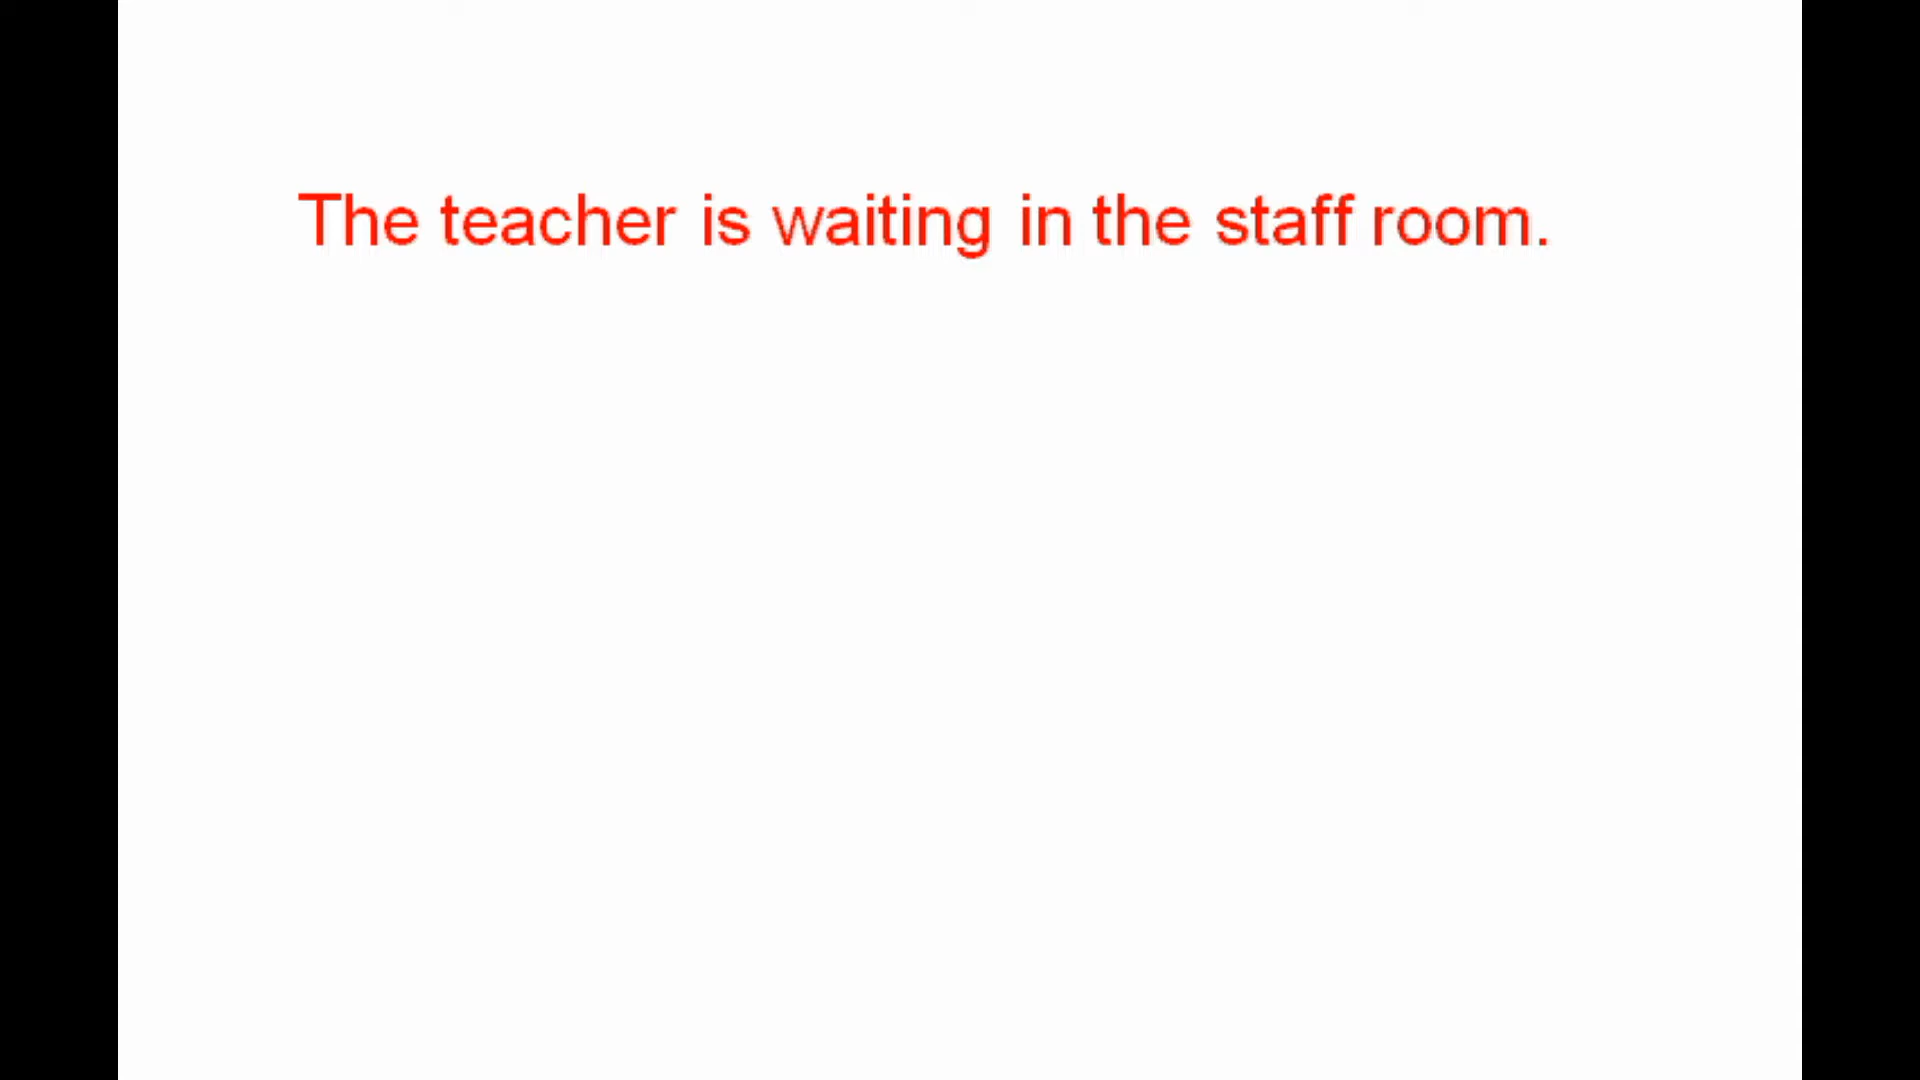 The teacher is waiting in the staff room.